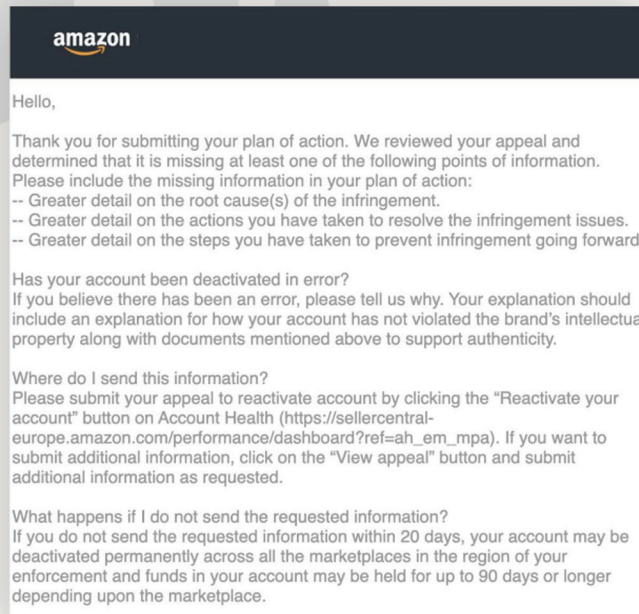 amazon
Hello,
Thank you for submitting your plan of action. We reviewed your appeal and
determined that it is missing at least one of the following points of information.
Please include the missing information in your plan of action:
-- Greater detail on the root cause(s) of the infringement.
-- Greater detail on the actions you have taken to resolve the infringement issues.
-- Greater detail on the steps you have taken to prevent infringement going forward
Has your account been deactivated in error?
If you believe there has been an error, please tell us why. Your explanation should
include an explanation for how your account has not violated the brand's
property along with documents mentioned above to support authenticity.
Where do I send this information?
Please submit your appeal to reactivate account by clicking the “Reactivate your
account” button on Account Health (https://sellercentral-
europe.amazon.com/performance/dashboard?ref=ah_em_mpa). If you want to
submit additional information, click on the “View appeal” button and submit
additional information as requested.
What happens if I do not send the requested information?
If you do not send the requested information within 20 days, your account may be
deactivated permanently across all the marketplaces in the region of your
enforcement and funds in your account may be held for up to 90 days or longer
depending upon the marketplace.